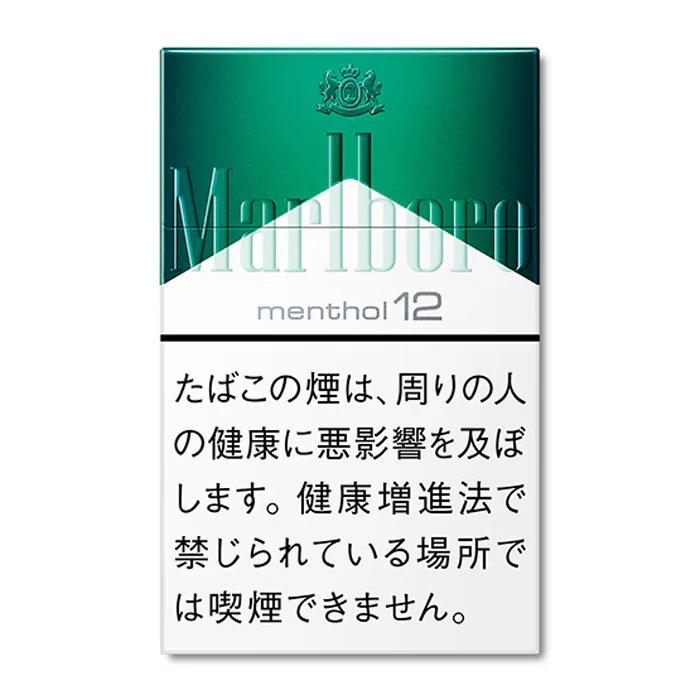 Marlboro
menthol 12
たばこの煙は、周りの人
の健康に悪影響を及ぼ
します。健康増進法で
禁じられている場所で
は喫煙できません。